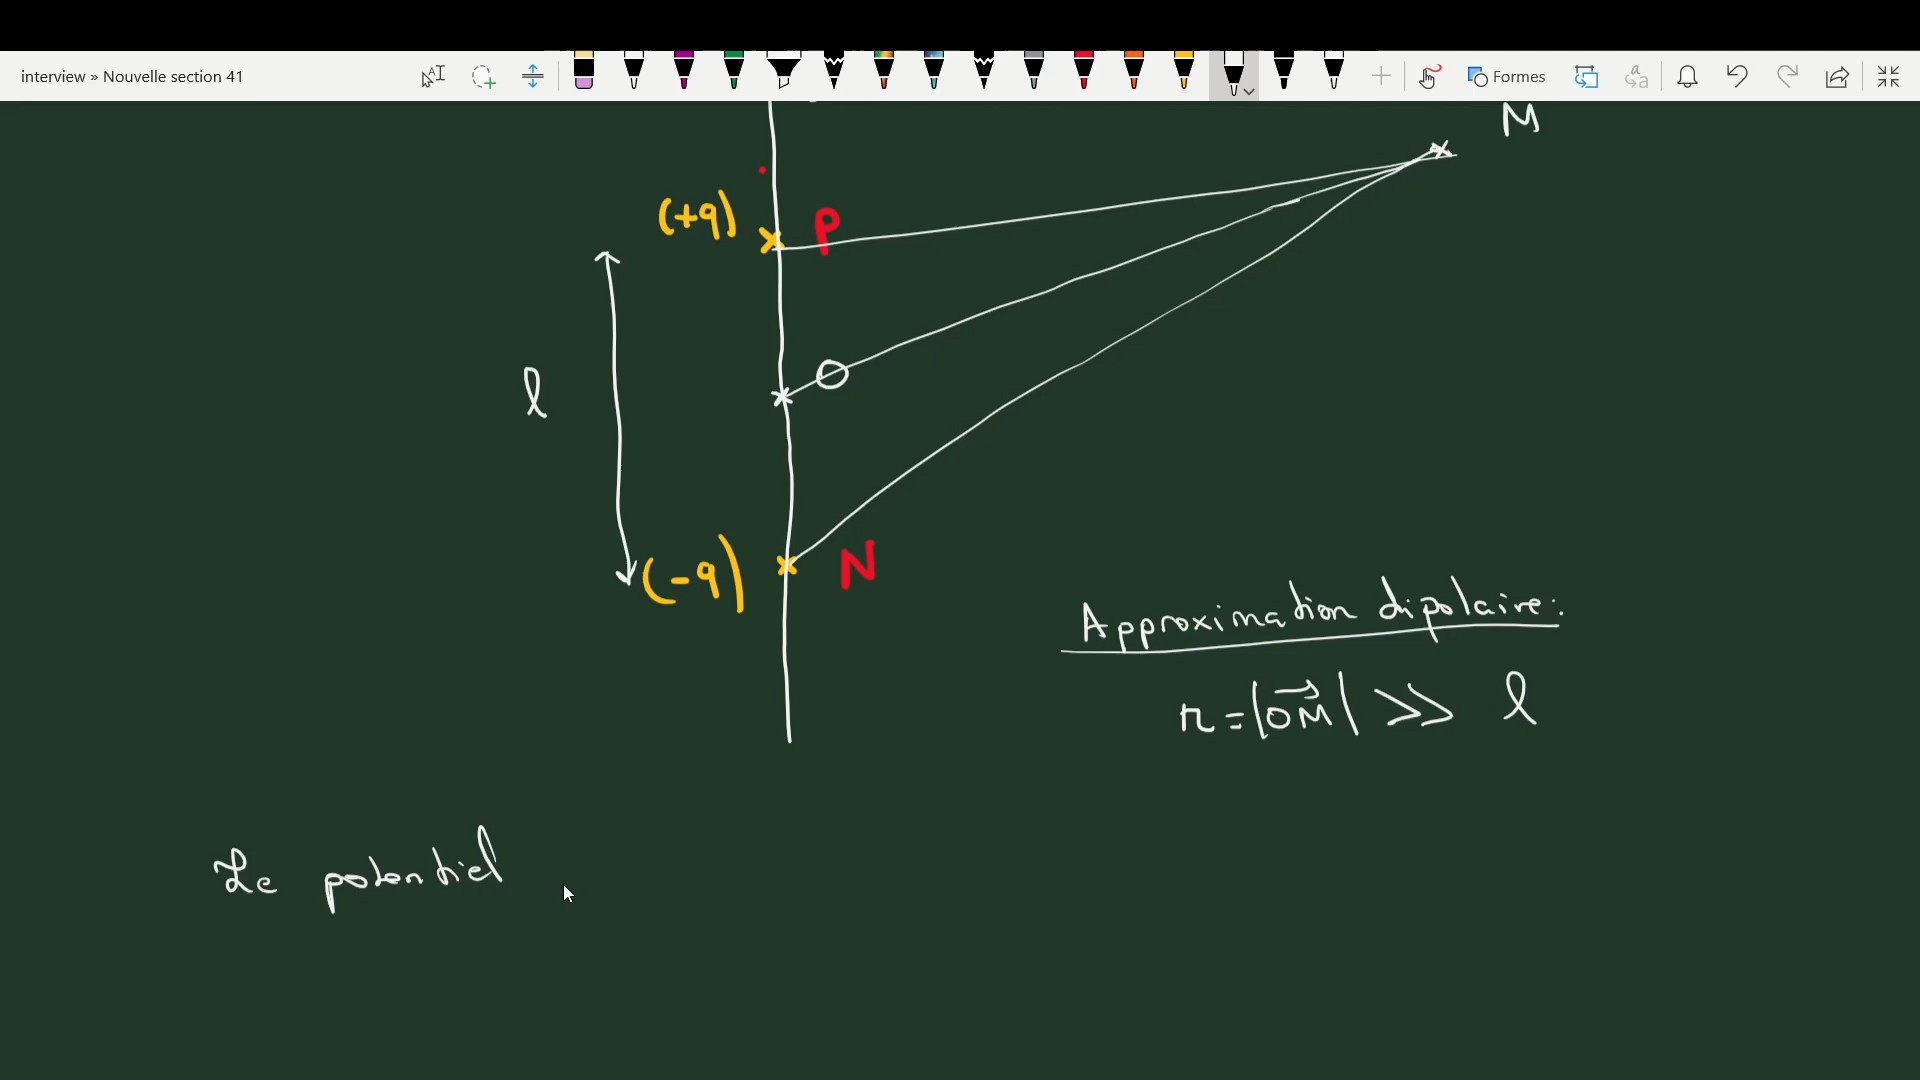 interview » Nouvelle section 41
Formes
M
(+q) P
O
l
(-q) N
Approximation dipolaire:
r = |OM⃗| >> l
Le potentiel